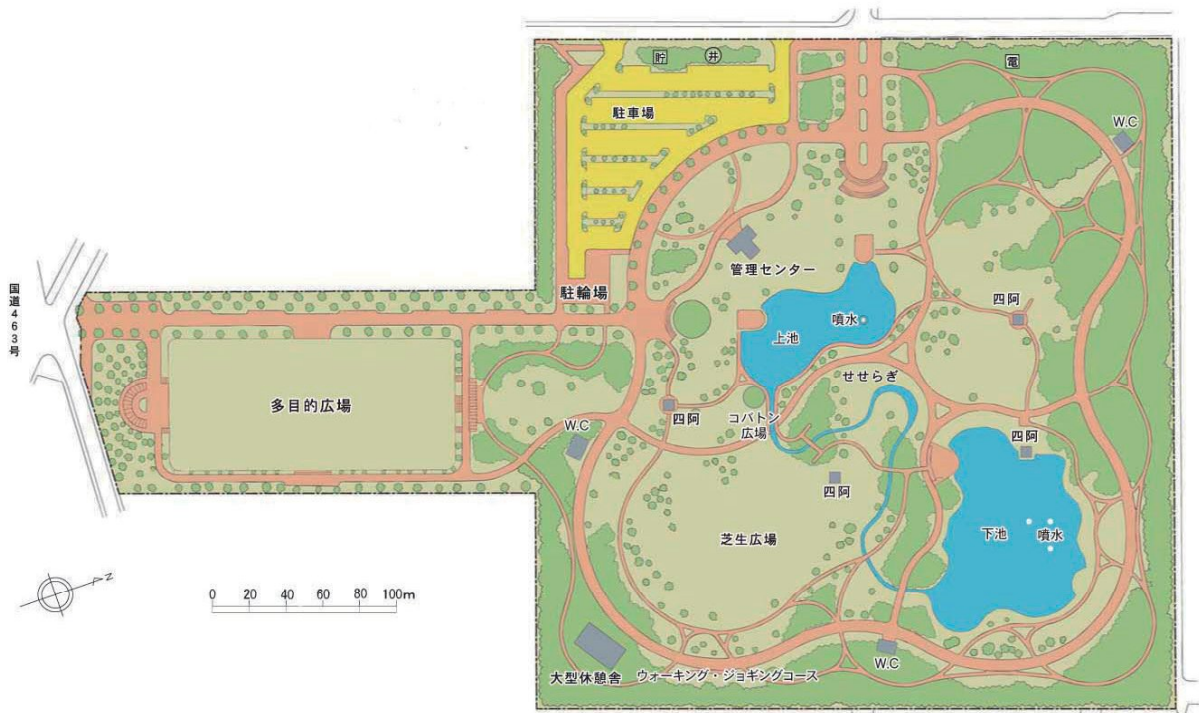 貯
井
電
駐車場
W.C
管理センター
国道463号
駐輪場
四阿
噴水
上池
せせらぎ
多目的広場
四阿
コバトン
広場
W.C
四阿
四阿
芝生広場
下池
噴水
N
0 20 40 60 80 100m
W.C
大型休憩舎
ウォーキング・ジョギングコース